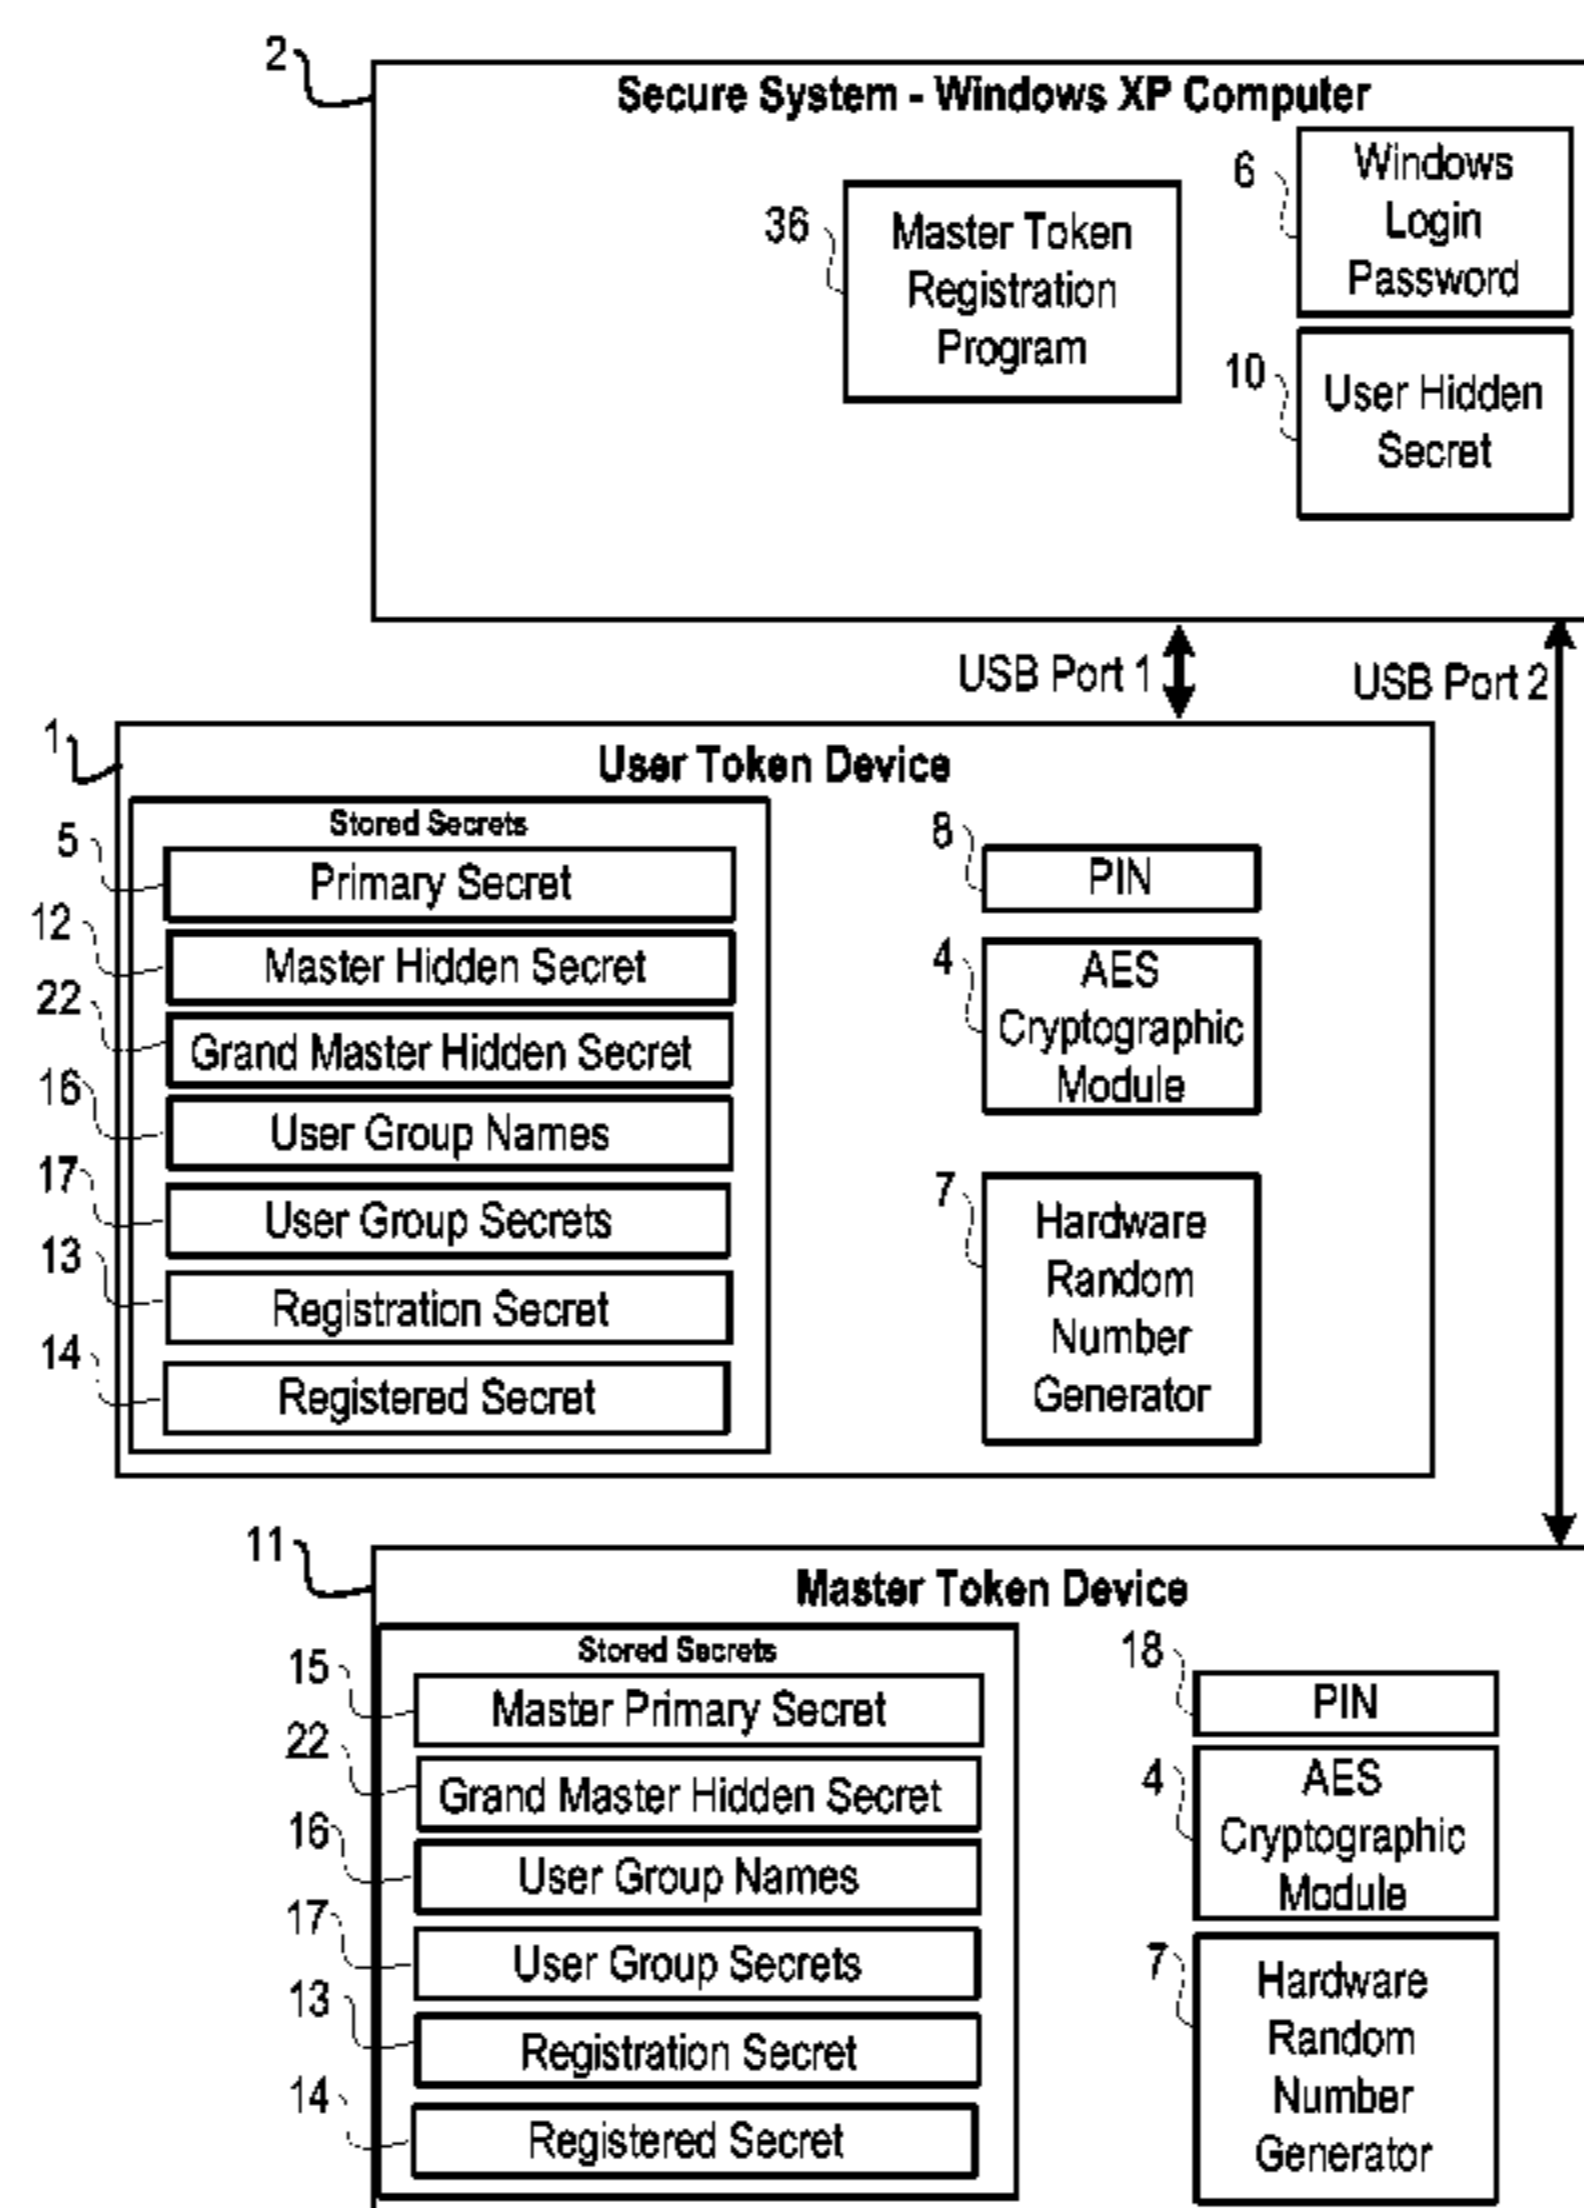 2
Secure System - Windows XP Computer
36
Master Token
Registration
Program
6
Windows
Login
Password
10
User Hidden
Secret
USB Port 1
USB Port 2
1
User Token Device
Stored Secrets
5
Primary Secret
12
Master Hidden Secret
22
Grand Master Hidden Secret
16
User Group Names
17
User Group Secrets
13
Registration Secret
14
Registered Secret
8
PIN
4
AES
Cryptographic
Module
7
Hardware
Random
Number
Generator
11
Master Token Device
Stored Secrets
15
Master Primary Secret
22
Grand Master Hidden Secret
16
User Group Names
17
User Group Secrets
13
Registration Secret
14
Registered Secret
18
PIN
4
AES
Cryptographic
Module
7
Hardware
Random
Number
Generator